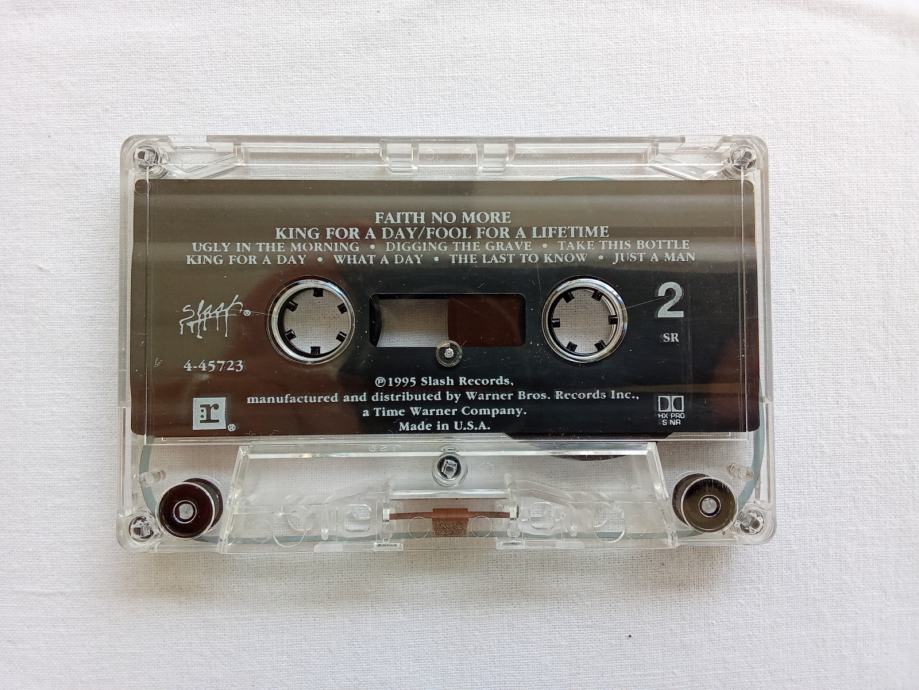 FAITH NO MORE
KING FOR A DAY/FOOL FOR A LIFETIME
UGLY IN THE MORNING • DIGGING THE GRAVE • TAKE THIS BOTTLE
KING FOR A DAY • WHAT A DAY • THE LAST TO KNOW • JUST A MAN
Slash®
2
SR
4-45723
℗1995 Slash Records,
manufactured and distributed by Warner Bros. Records Inc.,
a Time Warner Company.
Made in U.S.A.
r®
HX PRO
S NR